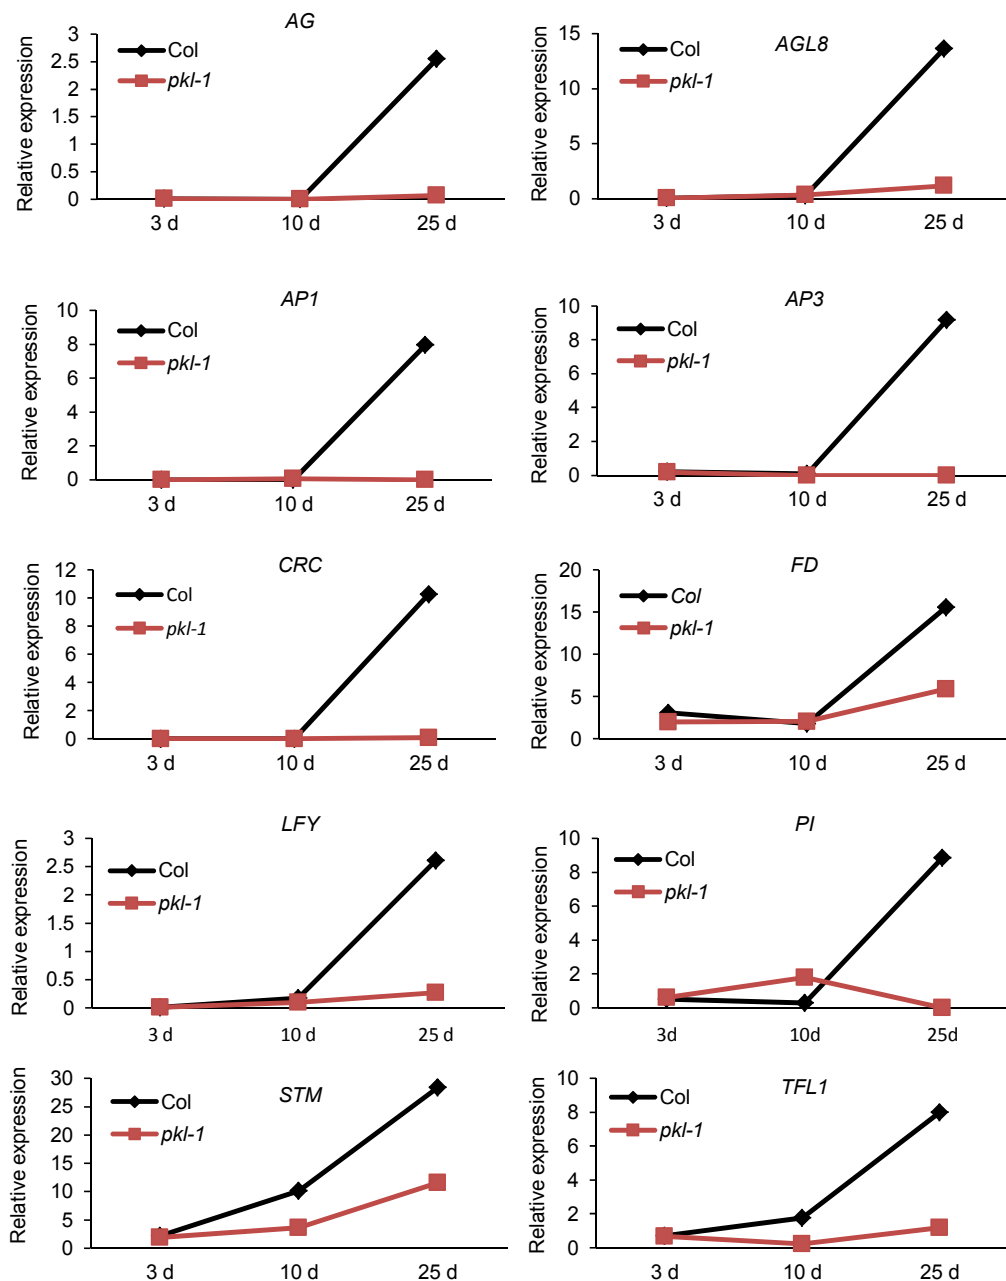 AG
Relative expression
3
2.5
2
1.5
1
0.5
0
Col
pkl-1
3 d 10 d 25 d
AGL8
Relative expression
15
10
5
0
Col
pkl-1
3 d 10 d 25 d
AP1
Relative expression
10
8
6
4
2
0
Col
pkl-1
3 d 10 d 25 d
AP3
Relative expression
10
8
6
4
2
0
Col
pkl-1
3 d 10 d 25 d
CRC
Relative expression
12
10
8
6
4
2
0
Col
pkl-1
3 d 10 d 25 d
FD
Relative expression
20
15
10
5
0
Col
pkl-1
3 d 10 d 25 d
LFY
Relative expression
3
2.5
2
1.5
1
0.5
0
Col
pkl-1
3 d 10 d 25 d
PI
Relative expression
10
8
6
4
2
0
Col
pkl-1
3d 10d 25d
STM
Relative expression
30
25
20
15
10
5
0
Col
pkl-1
3 d 10 d 25 d
TFL1
Relative expression
10
8
6
4
2
0
Col
pkl-1
3 d 10 d 25 d